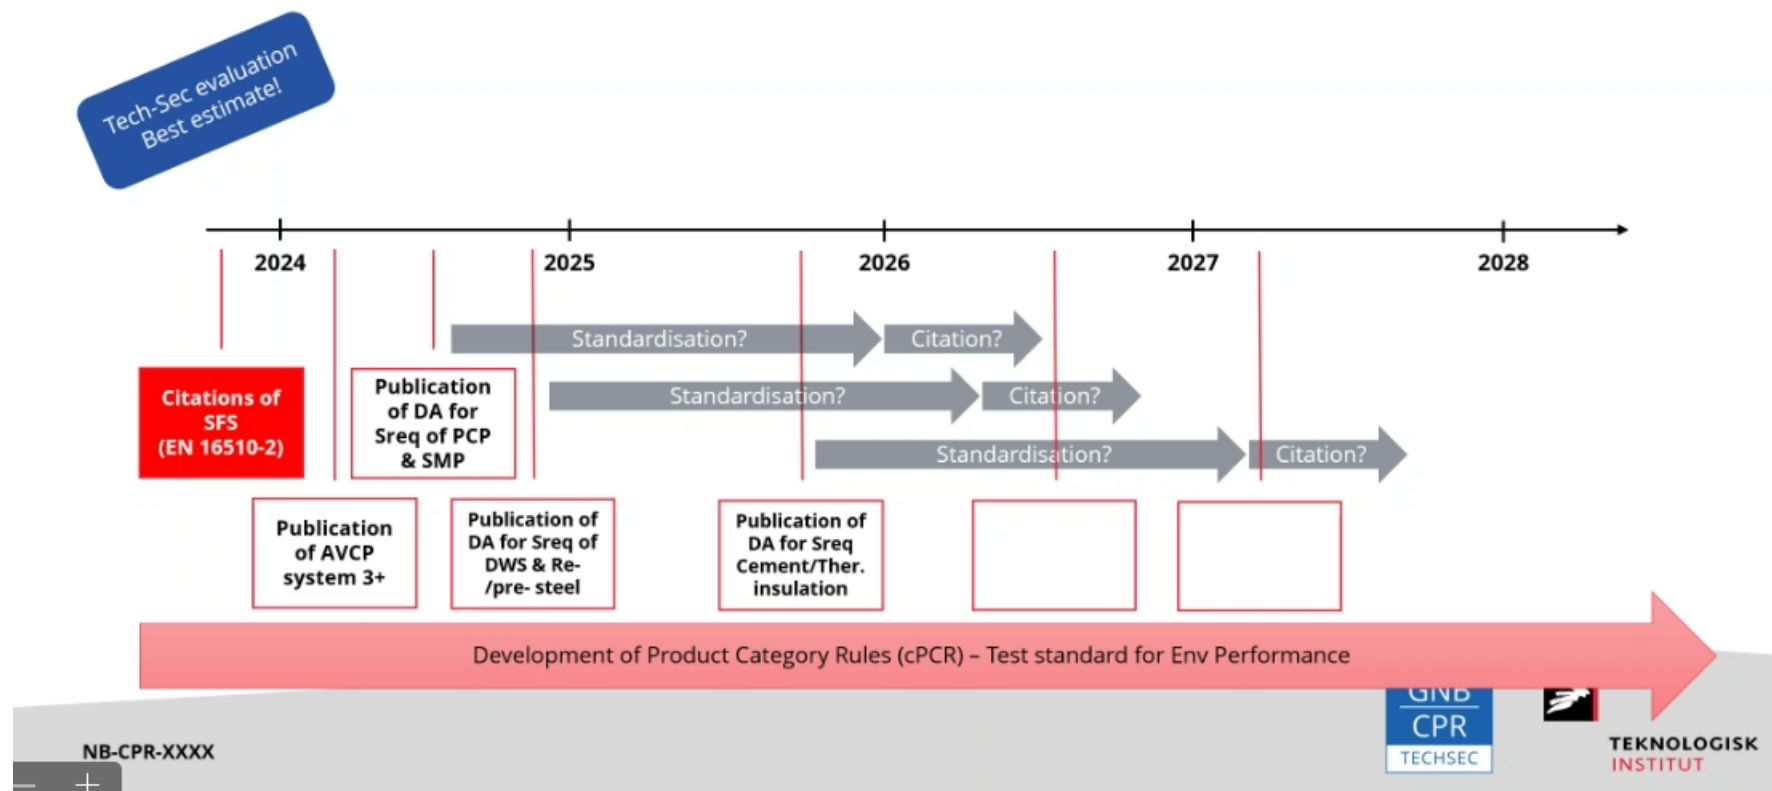 Tech-Sec evaluation
Best estimate!
2024
2025
2026
2027
2028
Standardisation?
Citation?
Standardisation?
Citation?
Standardisation?
Citation?
Citations of
SFS
(EN 16510-2)
Publication
of DA for
Sreq of PCP
& SMP
Publication
of AVCP
system 3+
Publication of
DA for Sreq of
DWS & Re-
/pre- steel
Publication of
DA for Sreq
Cement/Ther.
insulation
Development of Product Category Rules (cPCR) – Test standard for Env Performance
GNB
CPR
TECHSEC
TEKNOLOGISK
INSTITUT
NB-CPR-XXXX